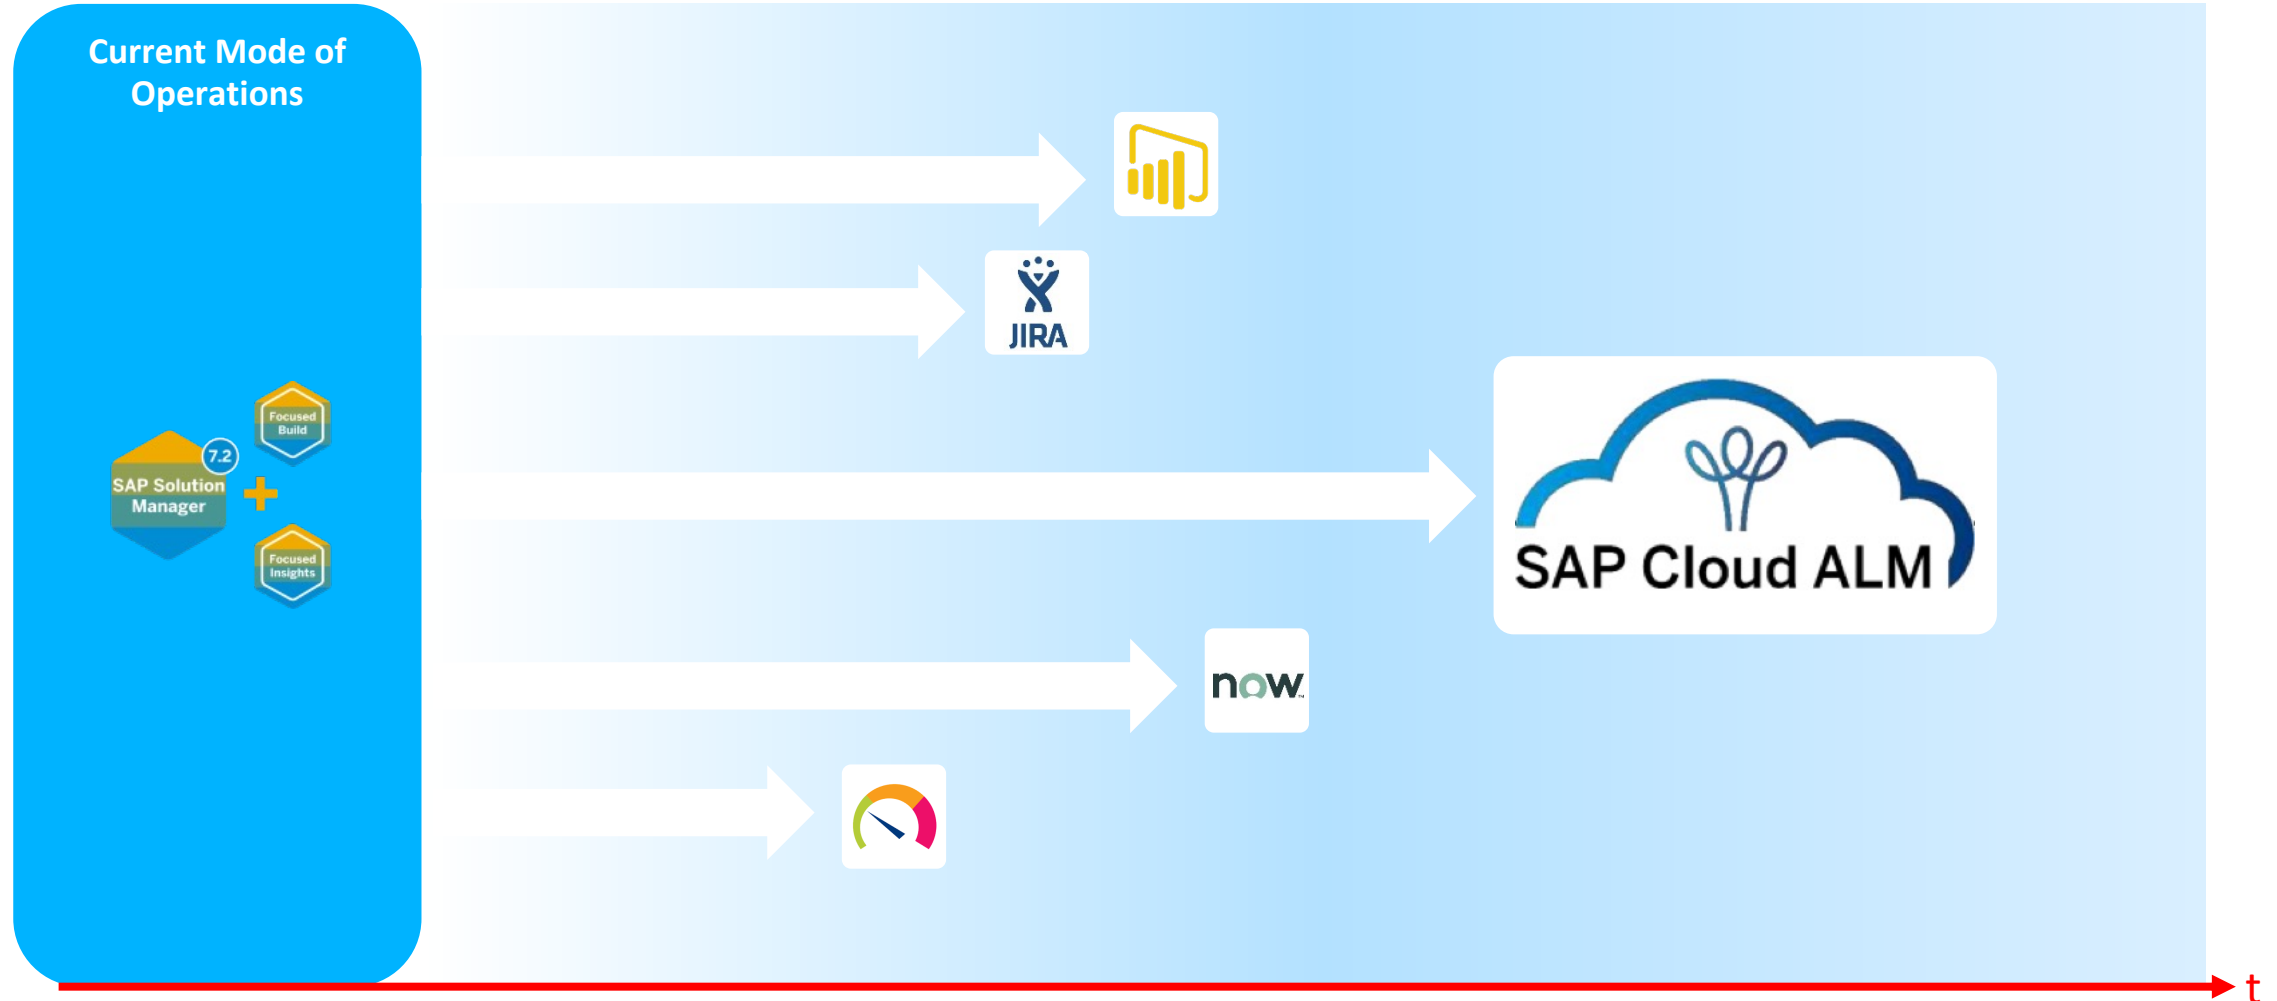 Current Mode of
Operations
JIRA
Focused
Build
7.2
SAP Solution
Manager
Focused
Insights
SAP Cloud ALM
now
t